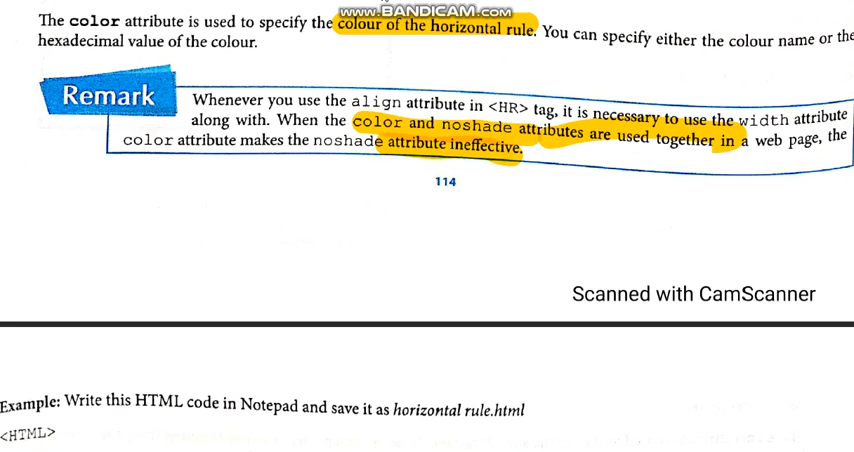 www.BANDICAM.com
The color attribute is used to specify the colour of the horizontal rule. You can specify either the colour name or the
hexadecimal value of the colour.
Remark
Whenever you use the align attribute in <HR> tag, it is necessary to use the width attribute
along with. When the color and noshade attributes are used together in a web page, the
color attribute makes the noshade attribute ineffective.
114
Scanned with CamScanner
Example: Write this HTML code in Notepad and save it as horizontal rule.html
<HTML>